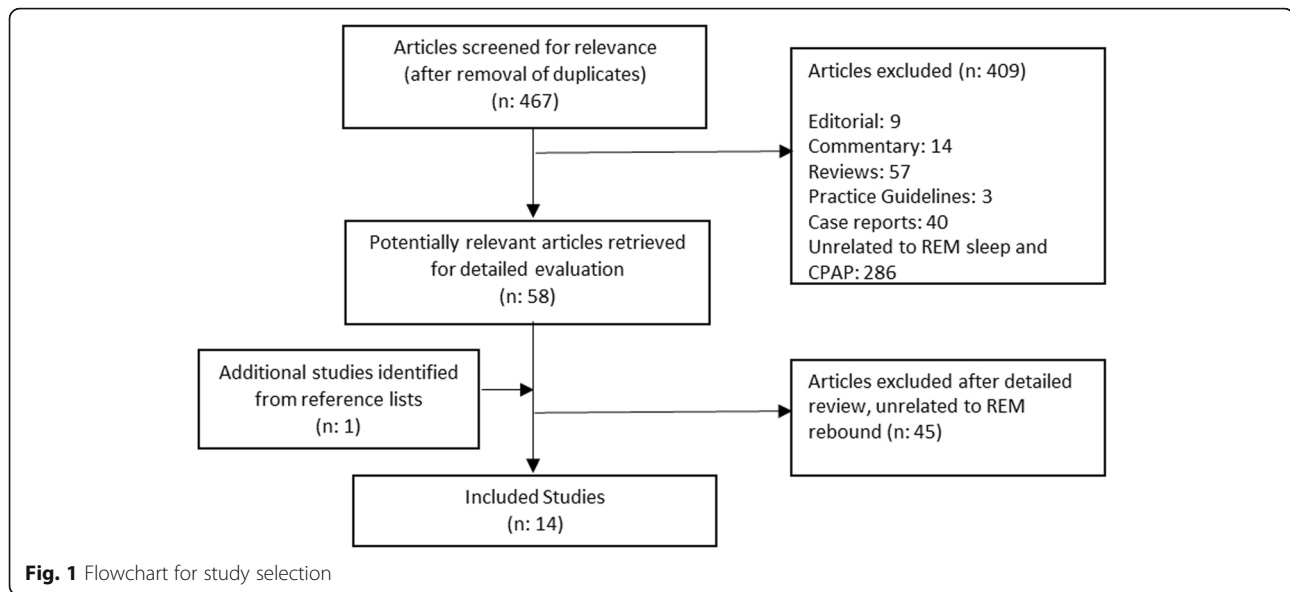 Articles screened for relevance
(after removal of duplicates)
(n: 467)
Articles excluded (n: 409)
Editorial: 9
Commentary: 14
Reviews: 57
Practice Guidelines: 3
Case reports: 40
Unrelated to REM sleep and
CPAP: 286
Potentially relevant articles retrieved
for detailed evaluation
(n: 58)
Additional studies identified
from reference lists
(n: 1)
Articles excluded after detailed
review, unrelated to REM
rebound (n: 45)
Included Studies
(n: 14)
Fig. 1 Flowchart for study selection